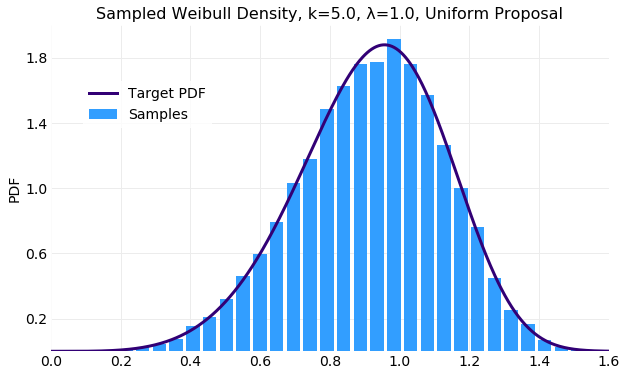 Sampled Weibull Density, k=5.0, λ=1.0, Uniform Proposal
1.8
Target PDF
Samples
1.4
1.0
PDF
0.6
0.2
0.0 0.2 0.4 0.6 0.8 1.0 1.2 1.4 1.6